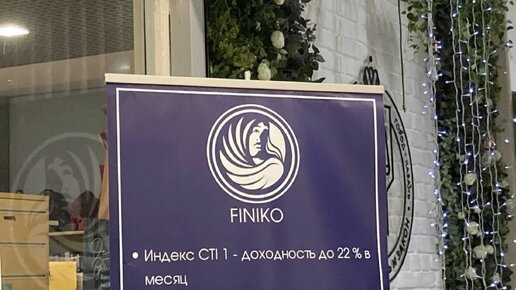 FINIKO
• Индекс CTI 1 - доходность до 22 % в
месяц